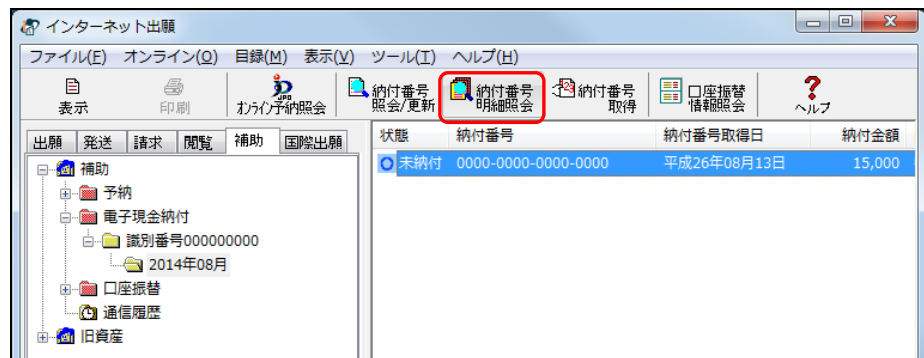 インターネット出願
ファイル(F) オンライン(O) 目録(M) 表示(V) ツール(T) ヘルプ(H)
表示
印刷
JPO
オンライン予納照会
納付番号
照会/更新
納付番号
明細照会
納付番号
取得
口座振替
情報照会
ヘルプ
出願 発送 請求 閲覧 補助 国際出願
補助
予納
電子現金納付
識別番号000000000
2014年08月
口座振替
通信履歴
旧資産
状態 納付番号 納付番号取得日 納付金額
未納付 0000-0000-0000-0000 平成26年08月13日 15,000